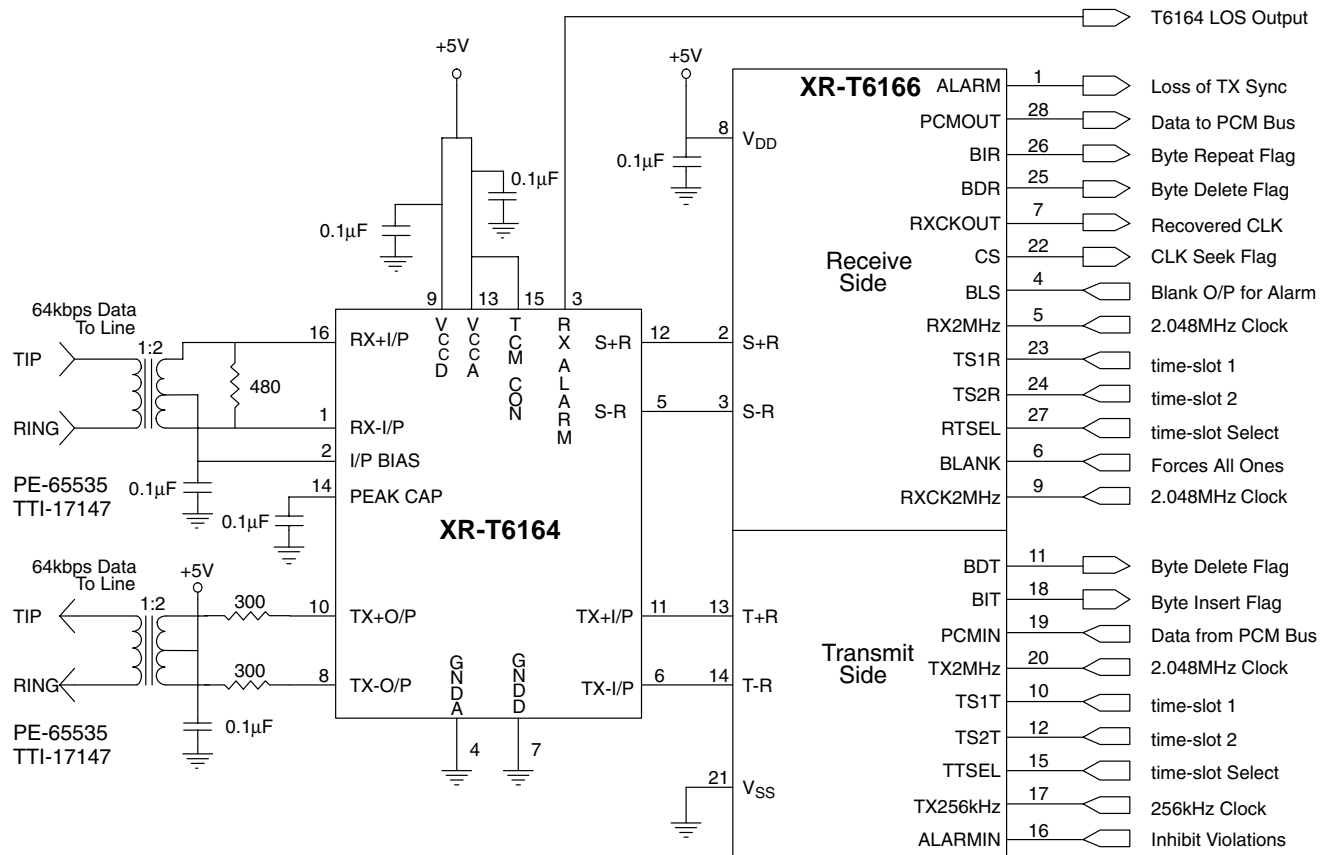 T6164 LOS Output
+5V
+5V
XR-T6166
ALARM 1 Loss of TX Sync
PCMOUT 28 Data to PCM Bus
8 VDD
BIR 26 Byte Repeat Flag
0.1µF
BDR 25 Byte Delete Flag
0.1µF
0.1µF
RXCKOUT 7 Recovered CLK
Receive
Side
CS 22 CLK Seek Flag
BLS 4 Blank O/P for Alarm
RX2MHz 5 2.048MHz Clock
TS1R 23 time-slot 1
TS2R 24 time-slot 2
RTSEL 27 time-slot Select
BLANK 6 Forces All Ones
RXCK2MHz 9 2.048MHz Clock
64kbps Data
To Line
1:2
TIP
RING
480
PE-65535
TTI-17147
0.1µF
0.1µF
9 13 15 3
VCCD
VCCA
TCM CON
RX ALARM
16 RX+I/P
1 RX-I/P
2 I/P BIAS
14 PEAK CAP
S+R 12 2 S+R
S-R 5 3 S-R
XR-T6164
64kbps Data
To Line
+5V
1:2
TIP
RING
300
300
PE-65535
TTI-17147
0.1µF
10 TX+O/P
8 TX-O/P
GNDA
GNDD
4 7
TX+I/P 11 13 T+R
TX-I/P 6 14 T-R
Transmit
Side
21 VSS
BDT 11 Byte Delete Flag
BIT 18 Byte Insert Flag
PCMIN 19 Data from PCM Bus
TX2MHz 20 2.048MHz Clock
TS1T 10 time-slot 1
TS2T 12 time-slot 2
TTSEL 15 time-slot Select
TX256kHz 17 256kHz Clock
ALARMIN 16 Inhibit Violations